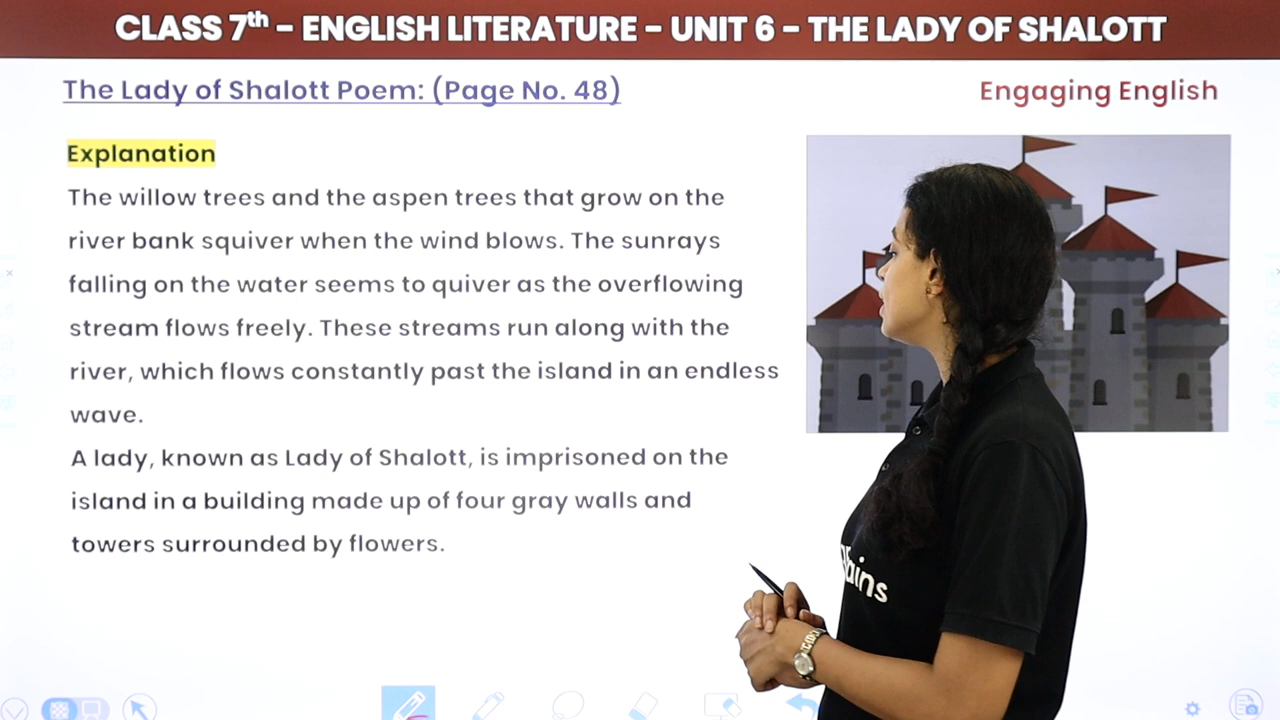 CLASS 7th – ENGLISH LITERATURE – UNIT 6 – THE LADY OF SHALOTT
The Lady of Shalott Poem: (Page No. 48)
Engaging English
Explanation
The willow trees and the aspen trees that grow on the
river bank squiver when the wind blows. The sunrays
falling on the water seems to quiver as the overflowing
stream flows freely. These streams run along with the
river, which flows constantly past the island in an endless
wave.
A lady, known as Lady of Shalott, is imprisoned on the
island in a building made up of four gray walls and
towers surrounded by flowers.